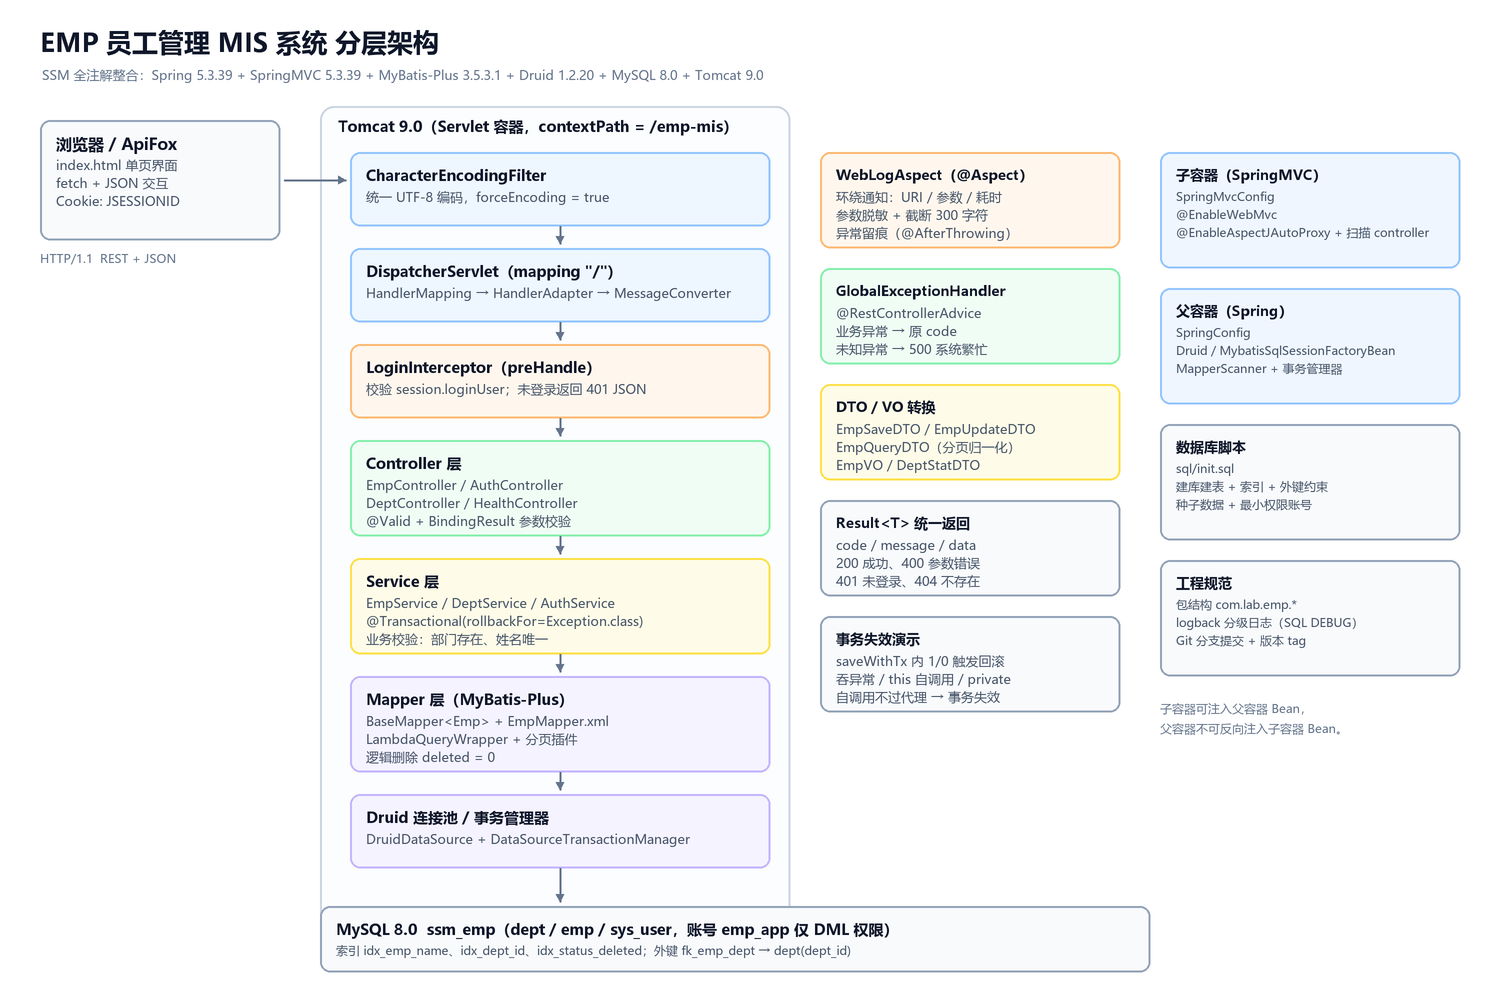 EMP 员工管理 MIS 系统 分层架构
SSM 全注解整合：Spring 5.3.39 + SpringMVC 5.3.39 + MyBatis-Plus 3.5.3.1 + Druid 1.2.20 + MySQL 8.0 + Tomcat 9.0
浏览器 / ApiFox
index.html 单页界面
fetch + JSON 交互
Cookie: JSESSIONID
HTTP/1.1  REST + JSON
Tomcat 9.0（Servlet 容器，contextPath = /emp-mis）
CharacterEncodingFilter
统一 UTF-8 编码，forceEncoding = true
DispatcherServlet（mapping "/"）
HandlerMapping → HandlerAdapter → MessageConverter
LoginInterceptor（preHandle）
校验 session.loginUser；未登录返回 401 JSON
Controller 层
EmpController / AuthController
DeptController / HealthController
@Valid + BindingResult 参数校验
Service 层
EmpService / DeptService / AuthService
@Transactional(rollbackFor=Exception.class)
业务校验：部门存在、姓名唯一
Mapper 层（MyBatis-Plus）
BaseMapper<Emp> + EmpMapper.xml
LambdaQueryWrapper + 分页插件
逻辑删除 deleted = 0
Druid 连接池 / 事务管理器
DruidDataSource + DataSourceTransactionManager
MySQL 8.0  ssm_emp（dept / emp / sys_user，账号 emp_app 仅 DML 权限）
索引 idx_emp_name、idx_dept_id、idx_status_deleted；外键 fk_emp_dept → dept(dept_id)
WebLogAspect（@Aspect）
环绕通知：URI / 参数 / 耗时
参数脱敏 + 截断 300 字符
异常留痕（@AfterThrowing）
GlobalExceptionHandler
@RestControllerAdvice
业务异常 → 原 code
未知异常 → 500 系统繁忙
DTO / VO 转换
EmpSaveDTO / EmpUpdateDTO
EmpQueryDTO（分页归一化）
EmpVO / DeptStatDTO
Result<T> 统一返回
code / message / data
200 成功、400 参数错误
401 未登录、404 不存在
事务失效演示
saveWithTx 内 1/0 触发回滚
吞异常 / this 自调用 / private
自调用不过代理 → 事务失效
子容器（SpringMVC）
SpringMvcConfig
@EnableWebMvc
@EnableAspectJAutoProxy + 扫描 controller
父容器（Spring）
SpringConfig
Druid / MybatisSqlSessionFactoryBean
MapperScanner + 事务管理器
数据库脚本
sql/init.sql
建库建表 + 索引 + 外键约束
种子数据 + 最小权限账号
工程规范
包结构 com.lab.emp.*
logback 分级日志（SQL DEBUG）
Git 分支提交 + 版本 tag
子容器可注入父容器 Bean，
父容器不可反向注入子容器 Bean。